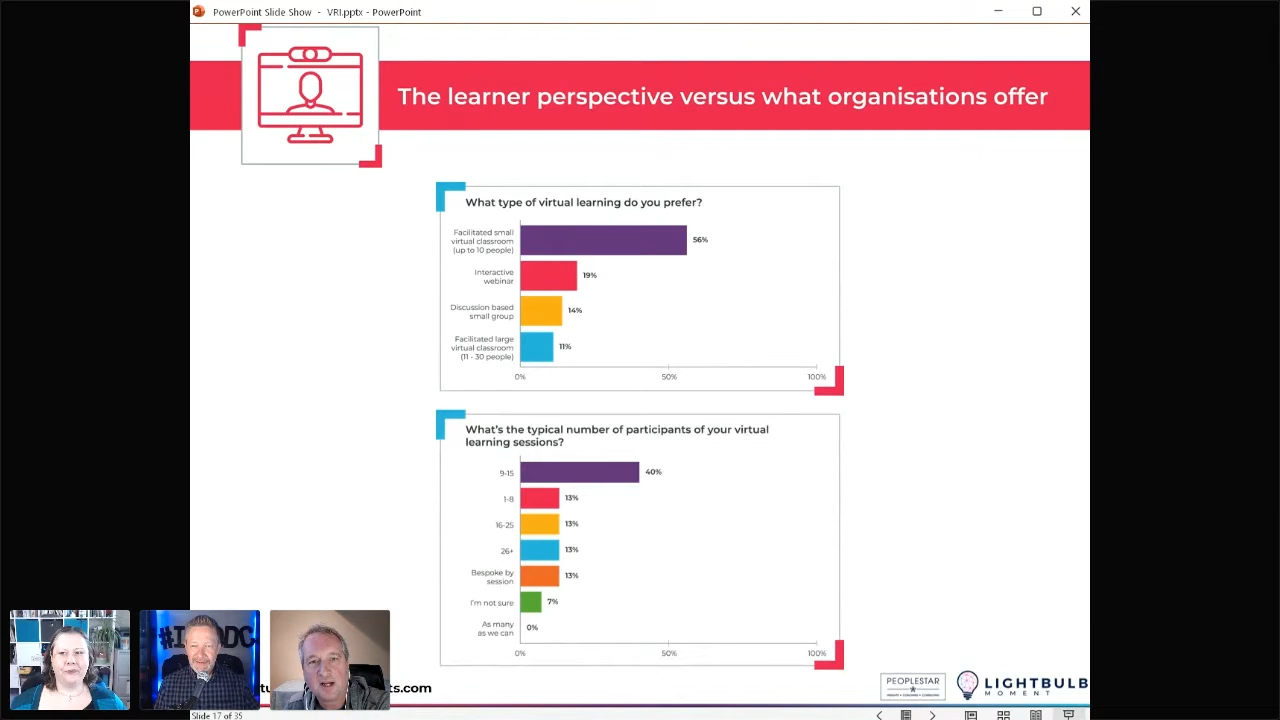 PowerPoint Slide Show - VRI.pptx - PowerPoint
The learner perspective versus what organisations offer
What type of virtual learning do you prefer?
Facilitated small
virtual classroom
(up to 10 people)
56%
Interactive
webinar
19%
Discussion based
small group
14%
Facilitated large
virtual classroom
(11 - 30 people)
11%
0%
50%
100%
What's the typical number of participants of your virtual
learning sessions?
9-15
40%
1-8
13%
16-25
13%
26+
13%
Bespoke by
session
13%
I'm not sure
7%
As many
as we can
0%
0%
50%
100%
PEOPLESTAR
LIGHTBULB
MOMENT
Slide 17 of 35